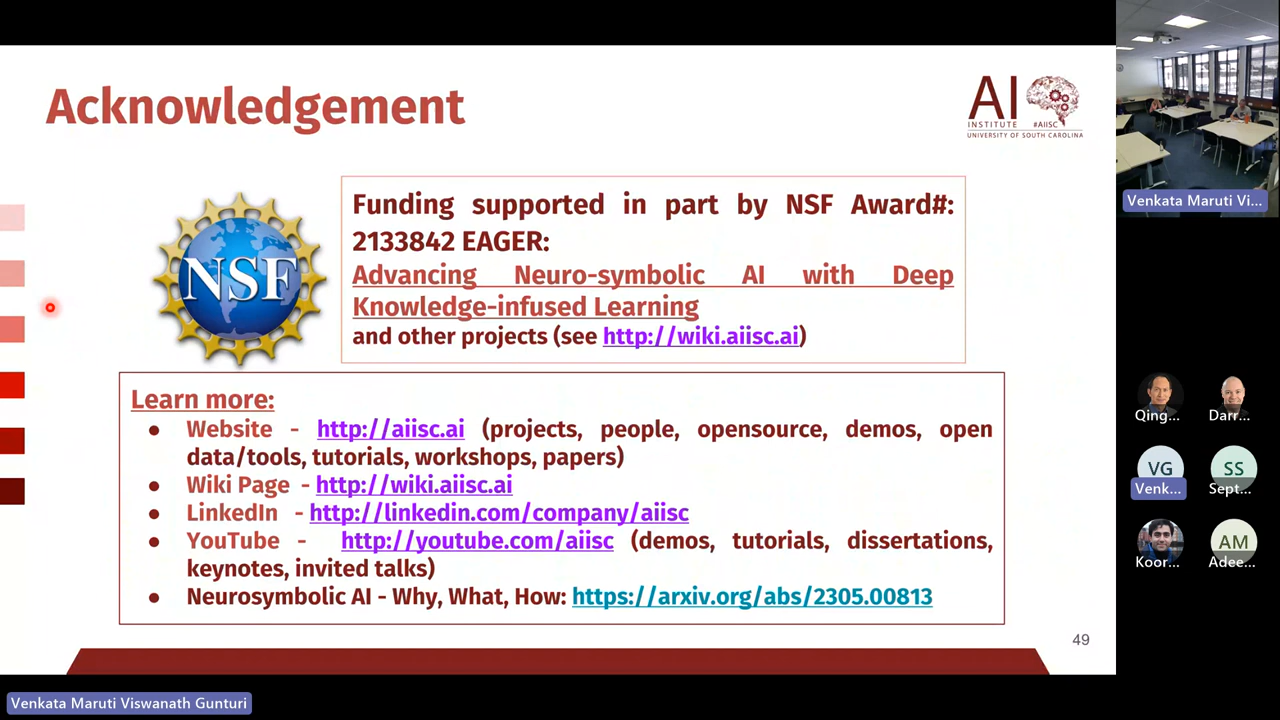 Acknowledgement
AI
INSTITUTE #AIISC
UNIVERSITY OF SOUTH CAROLINA
NSF
Funding supported in part by NSF Award#:
2133842 EAGER:
Advancing Neuro-symbolic AI with Deep
Knowledge-infused Learning
and other projects (see http://wiki.aiisc.ai)
Learn more:
● Website - http://aiisc.ai (projects, people, opensource, demos, open
data/tools, tutorials, workshops, papers)
● Wiki Page - http://wiki.aiisc.ai
● LinkedIn - http://linkedin.com/company/aiisc
● YouTube - http://youtube.com/aiisc (demos, tutorials, dissertations,
keynotes, invited talks)
● Neurosymbolic AI - Why, What, How: https://arxiv.org/abs/2305.00813
49
Venkata Maruti Viswanath Gunturi
Venkata Maruti Vi...
Qing... Darr...
VG SS
Venk... Sept...
AM
Koor... Adee...